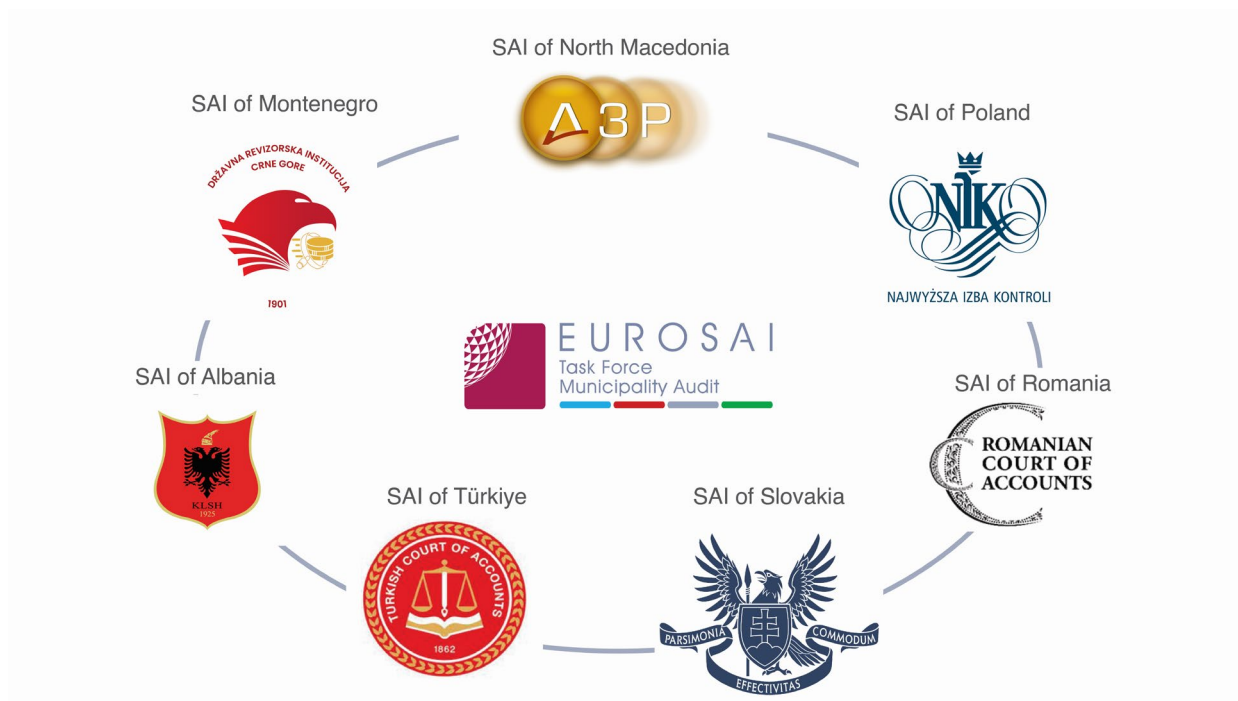 SAI of North Macedonia
ДЗР
SAI of Montenegro
DRŽAVNA REVIZORSKA INSTITUCIJA
CRNE GORE
1901
SAI of Poland
NIK
NAJWYŻSZA IZBA KONTROLI
EUROSAI
Task Force
Municipality Audit
SAI of Albania
KLSH
1925
SAI of Romania
ROMANIAN
COURT OF
ACCOUNTS
SAI of Türkiye
TURKISH COURT OF ACCOUNTS
1862
SAI of Slovakia
PARSIMONIA
COMMODUM
EFFECTIVITAS